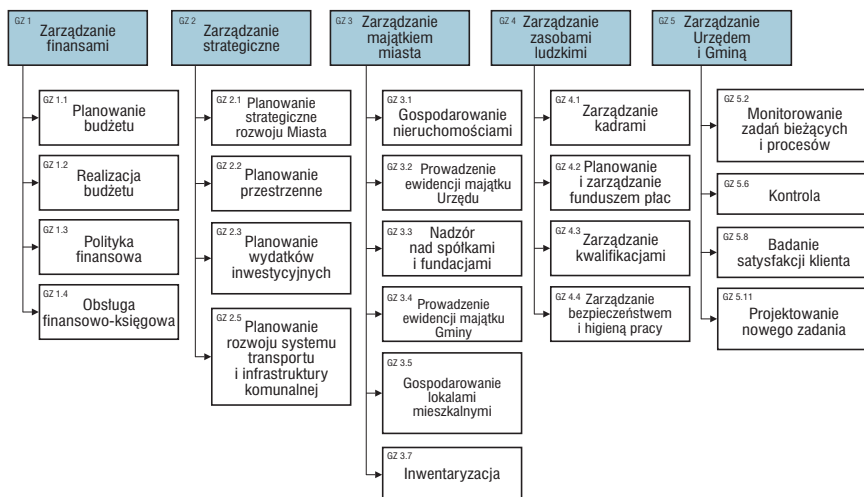 GZ 1
Zarządzanie
finansami
GZ 1.1
Planowanie
budżetu
GZ 1.2
Realizacja
budżetu
GZ 1.3
Polityka
finansowa
GZ 1.4
Obsługa
finansowo-księgowa
GZ 2
Zarządzanie
strategiczne
GZ 2.1
Planowanie
strategiczne
rozwoju Miasta
GZ 2.2
Planowanie
przestrzenne
GZ 2.3
Planowanie
wydatków
inwestycyjnych
GZ 2.5
Planowanie
rozwoju systemu
transportu
i infrastruktury
komunalnej
GZ 3
Zarządzanie
majątkiem
miasta
GZ 3.1
Gospodarowanie
nieruchomościami
GZ 3.2
Prowadzenie
ewidencji majątku
Urzędu
GZ 3.3
Nadzór
nad spółkami
i fundacjami
GZ 3.4
Prowadzenie
ewidencji majątku
Gminy
GZ 3.5
Gospodarowanie
lokalami
mieszkalnymi
GZ 3.7
Inwentaryzacja
GZ 4
Zarządzanie
zasobami
ludzkimi
GZ 4.1
Zarządzanie
kadrami
GZ 4.2
Planowanie
i zarządzanie
funduszem płac
GZ 4.3
Zarządzanie
kwalifikacjami
GZ 4.4
Zarządzanie
bezpieczeństwem
i higieną pracy
GZ 5
Zarządzanie
Urzędem
i Gminą
GZ 5.2
Monitorowanie
zadań bieżących
i procesów
GZ 5.6
Kontrola
GZ 5.8
Badanie
satysfakcji klienta
GZ 5.11
Projektowanie
nowego zadania